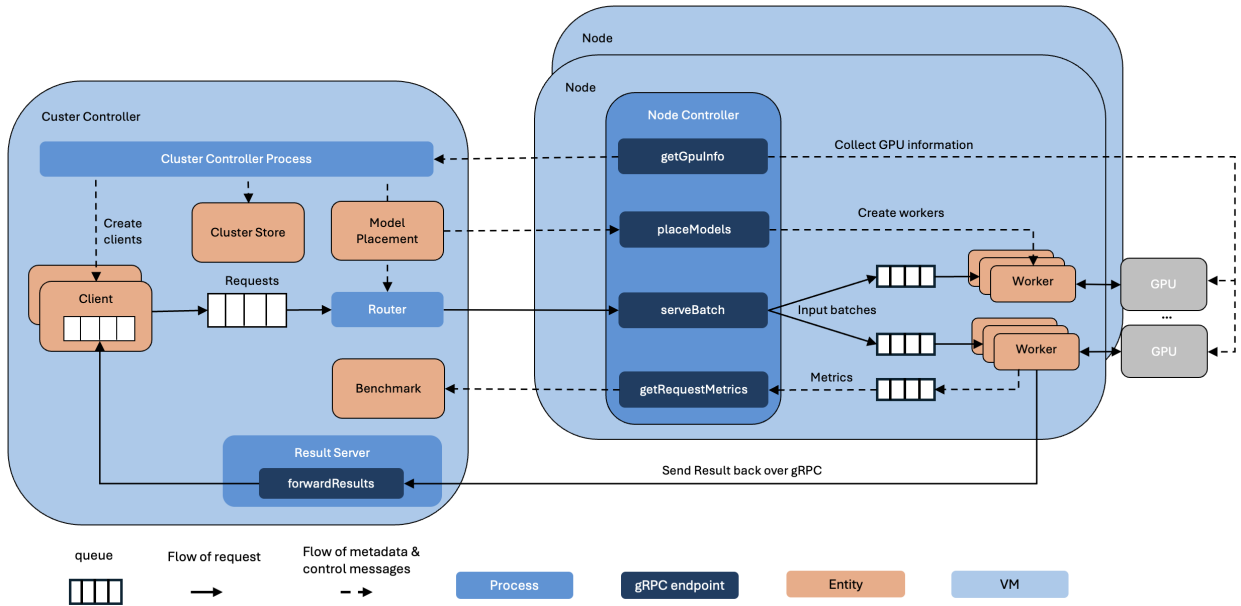 Node
Node
Custer Controller
Node Controller
Cluster Controller Process
getGpuInfo
Collect GPU information
Create
clients
Cluster Store
Model
Placement
placeModels
Create workers
Client
Requests
Router
serveBatch
Input batches
Worker
GPU
...
Worker
GPU
Benchmark
getRequestMetrics
Metrics
Result Server
forwardResults
Send Result back over gRPC
queue
Flow of request
Flow of metadata &
control messages
Process
gRPC endpoint
Entity
VM